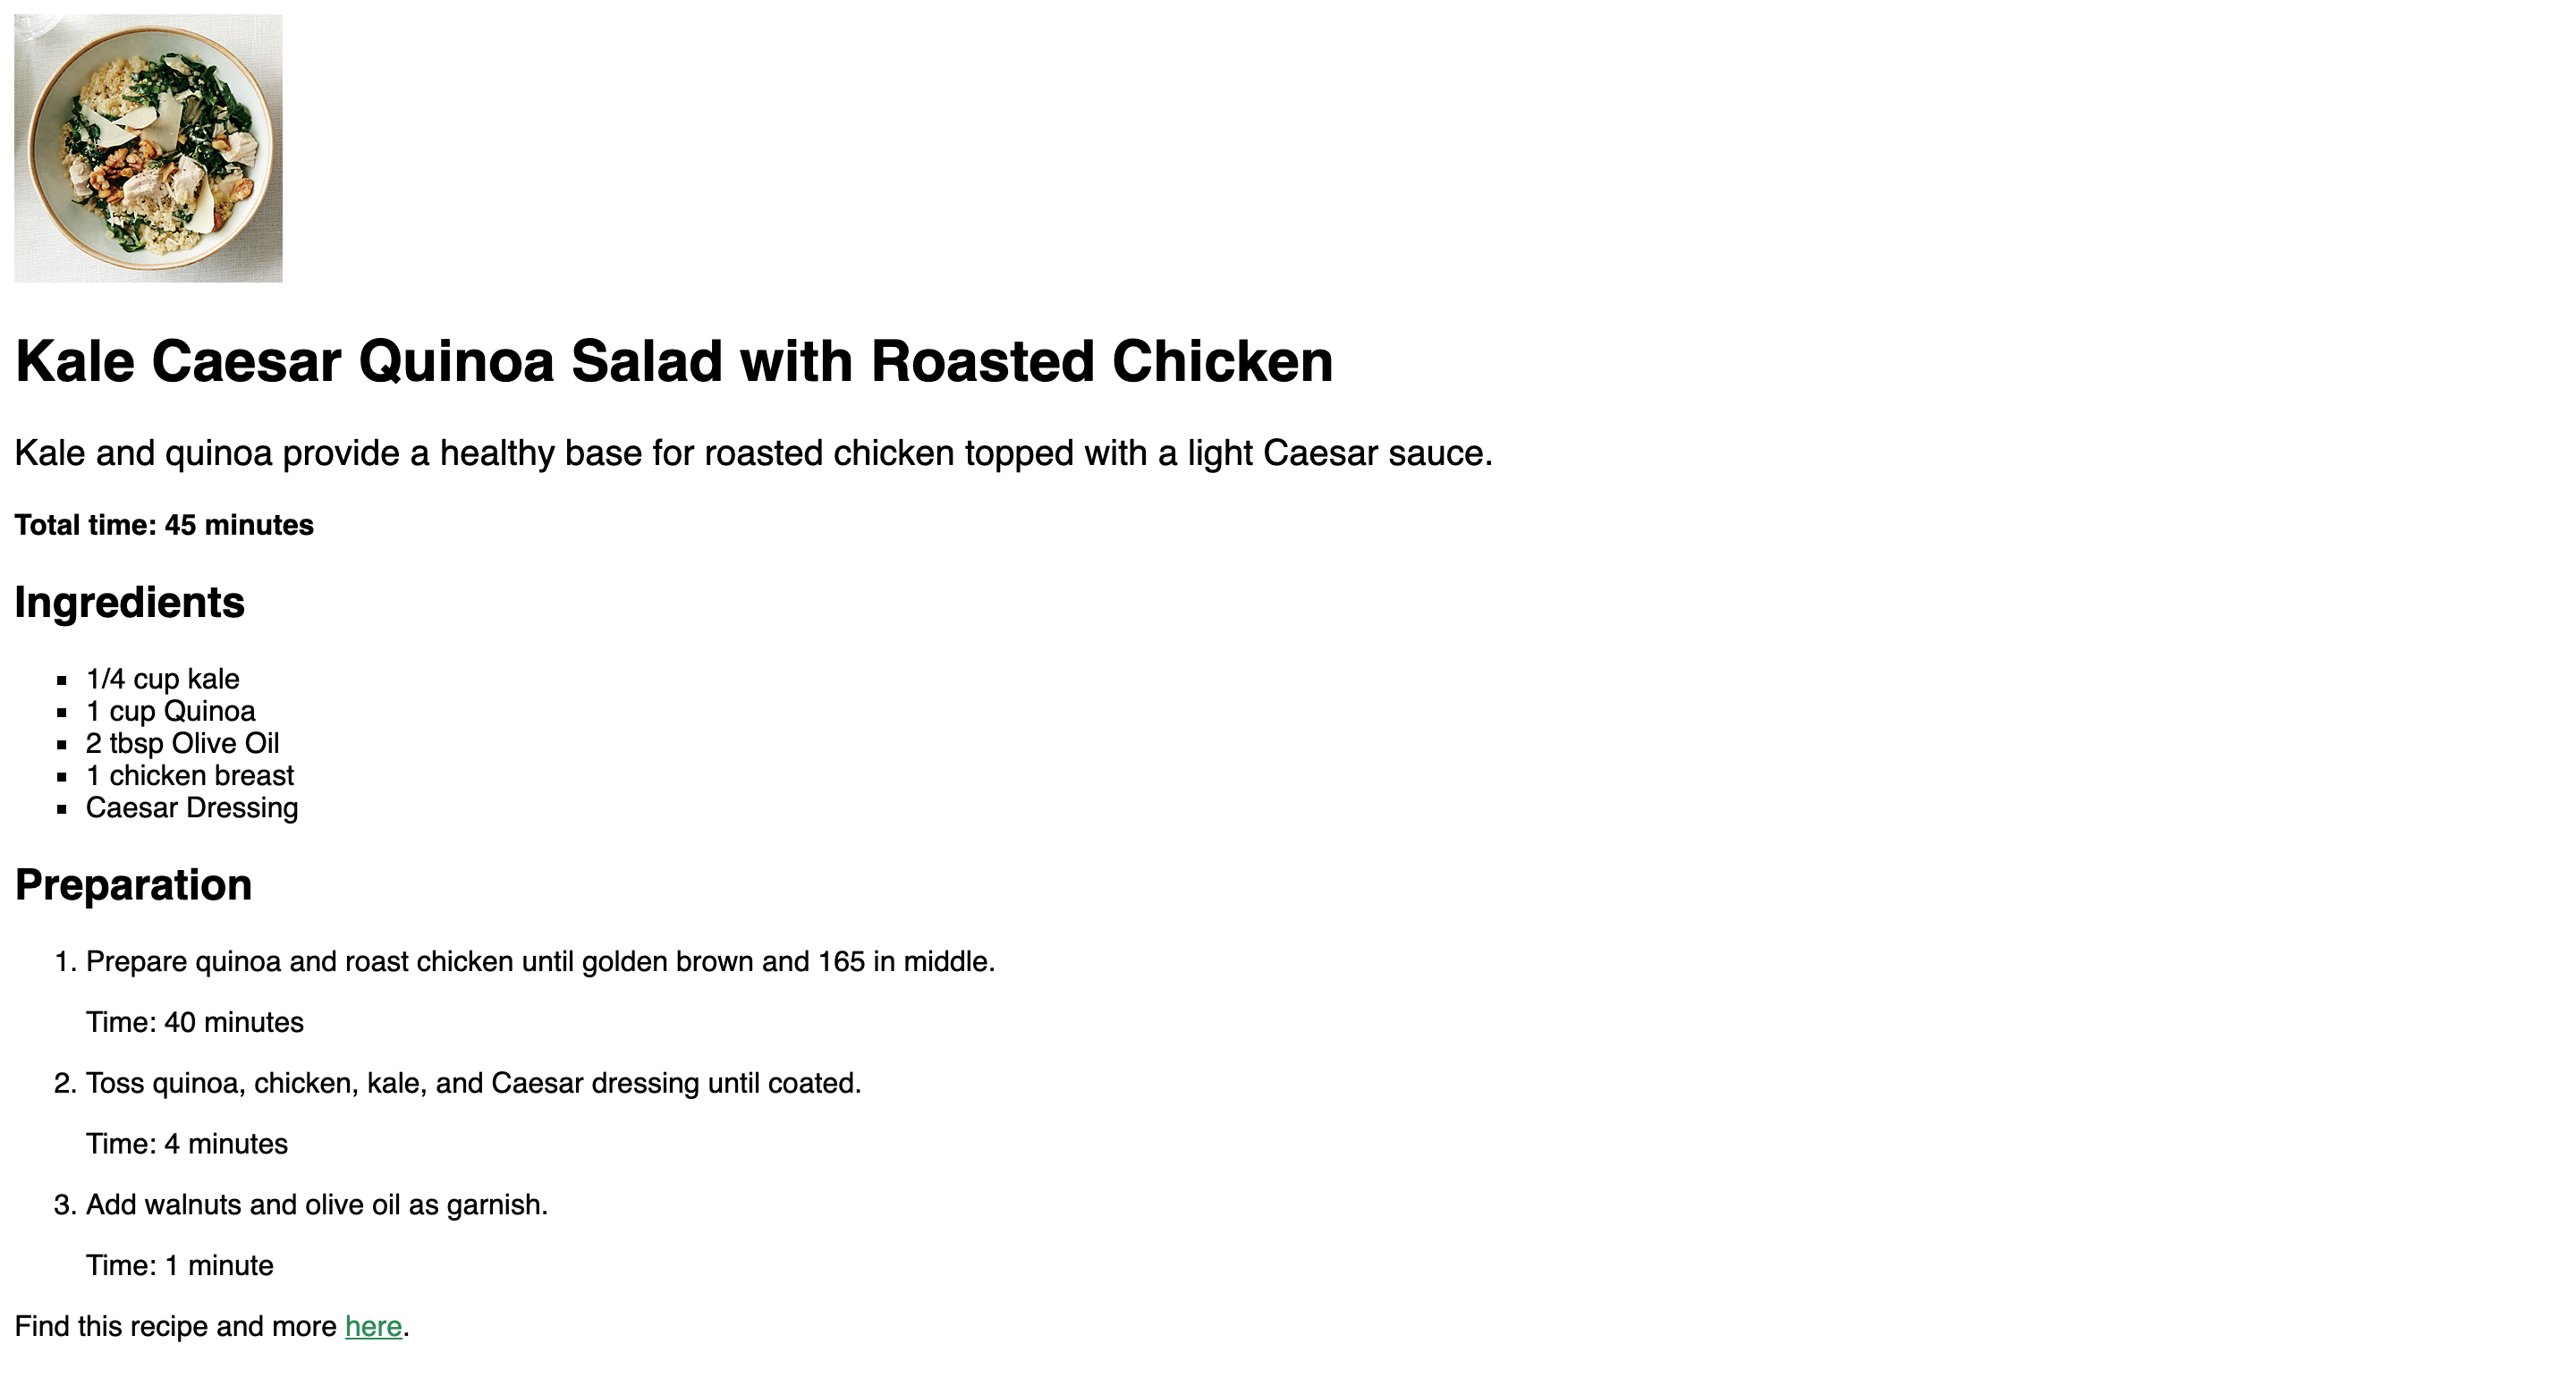 Kale Caesar Quinoa Salad with Roasted Chicken
Kale and quinoa provide a healthy base for roasted chicken topped with a light Caesar sauce.
Total time: 45 minutes
Ingredients
▪ 1/4 cup kale
▪ 1 cup Quinoa
▪ 2 tbsp Olive Oil
▪ 1 chicken breast
▪ Caesar Dressing
Preparation
1. Prepare quinoa and roast chicken until golden brown and 165 in middle.
Time: 40 minutes
2. Toss quinoa, chicken, kale, and Caesar dressing until coated.
Time: 4 minutes
3. Add walnuts and olive oil as garnish.
Time: 1 minute
Find this recipe and more here.